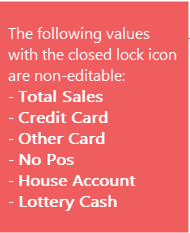 The following values
with the closed lock icon
are non-editable:
- Total Sales
- Credit Card
- Other Card
- No Pos
- House Account
- Lottery Cash